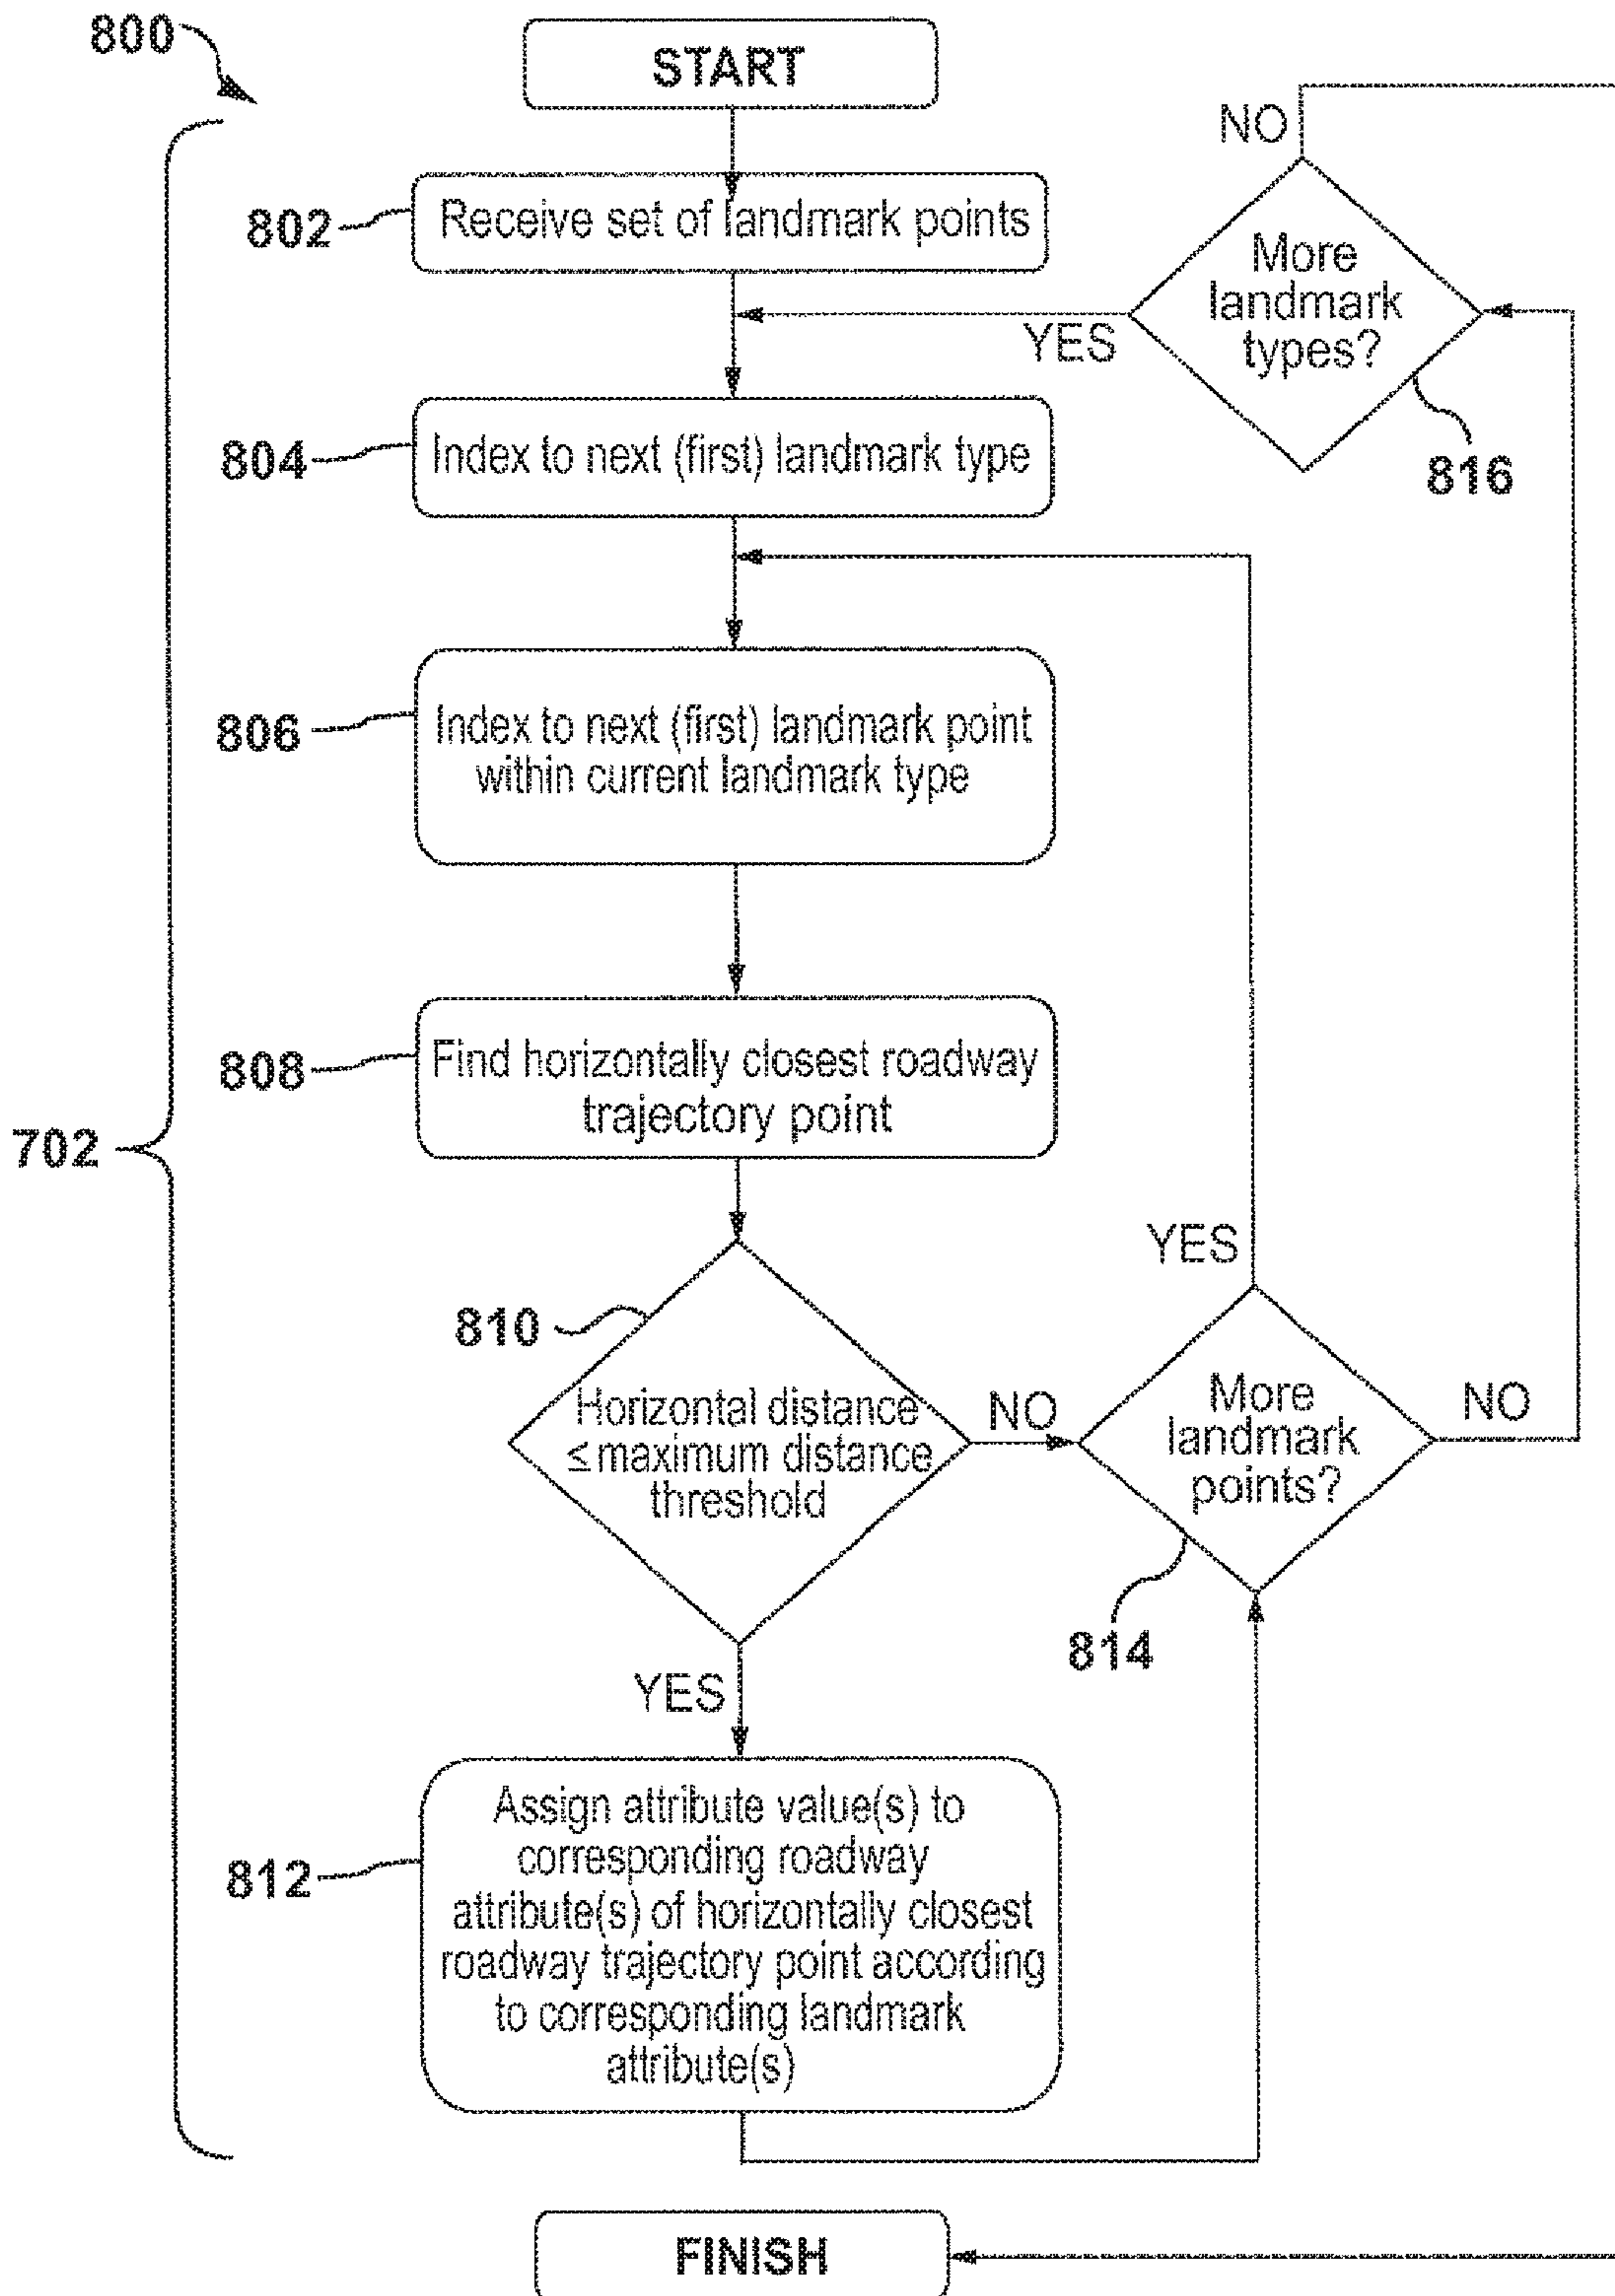 800
START
NO
802
Receive set of landmark points
More
landmark
types?
YES
816
804
Index to next (first) landmark type
806
Index to next (first) landmark point
within current landmark type
808
Find horizontally closest roadway
trajectory point
702
YES
810
Horizontal distance
≤ maximum distance
threshold
NO
More
landmark
points?
NO
814
YES
812
Assign attribute value(s) to
corresponding roadway
attribute(s) of horizontally closest
roadway trajectory point according
to corresponding landmark
attribute(s)
FINISH